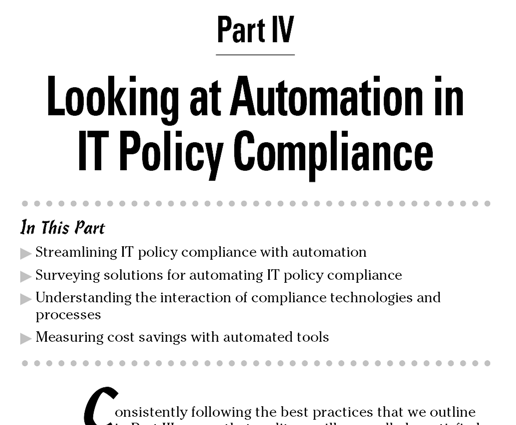 Part IV
Looking at Automation in
IT Policy Compliance
In This Part
▶ Streamlining IT policy compliance with automation
▶ Surveying solutions for automating IT policy compliance
▶ Understanding the interaction of compliance technologies and
processes
▶ Measuring cost savings with automated tools
Consistently following the best practices that we outline